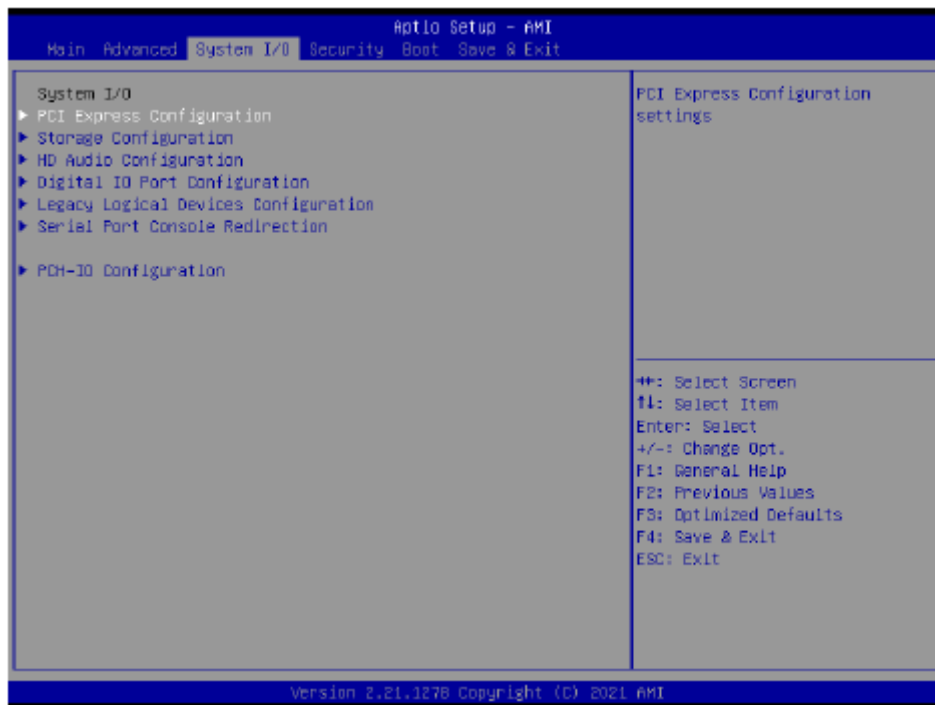 Aptio Setup - AMI
Main Advanced System I/O Security Boot Save & Exit
System I/O
▶ PCI Express Configuration
▶ Storage Configuration
▶ HD Audio Configuration
▶ Digital IO Port Configuration
▶ Legacy Logical Devices Configuration
▶ Serial Port Console Redirection
▶ PCH-IO Configuration
PCI Express Configuration
settings
→←: Select Screen
↑↓: Select Item
Enter: Select
+/-: Change Opt.
F1: General Help
F2: Previous Values
F3: Optimized Defaults
F4: Save & Exit
ESC: Exit
Version 2.21.1278 Copyright (C) 2021 AMI